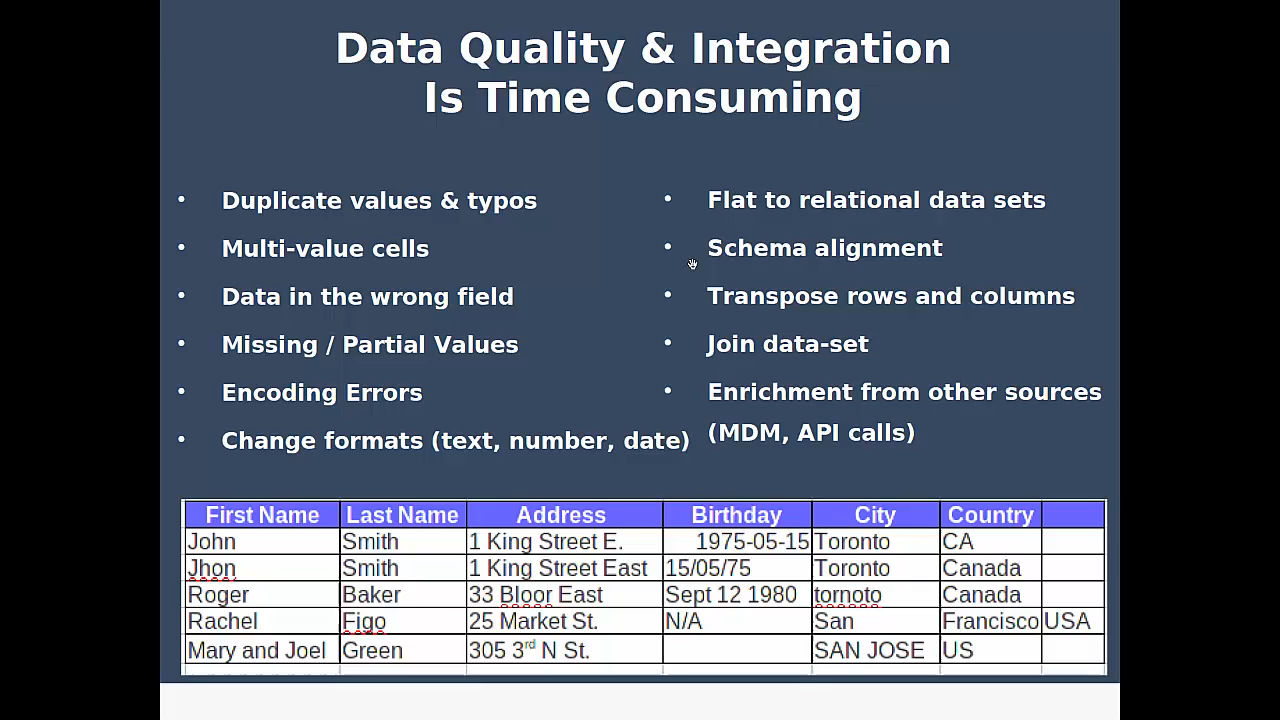 Data Quality & Integration
Is Time Consuming
• Duplicate values & typos
• Multi-value cells
• Data in the wrong field
• Missing / Partial Values
• Encoding Errors
• Change formats (text, number, date)
• Flat to relational data sets
• Schema alignment
• Transpose rows and columns
• Join data-set
• Enrichment from other sources
(MDM, API calls)
First Name Last Name Address Birthday City Country
John Smith 1 King Street E. 1975-05-15 Toronto CA
Jhon Smith 1 King Street East 15/05/75 Toronto Canada
Roger Baker 33 Bloor East Sept 12 1980 tornoto Canada
Rachel Figo 25 Market St. N/A San Francisco USA
Mary and Joel Green 305 3rd N St. SAN JOSE US